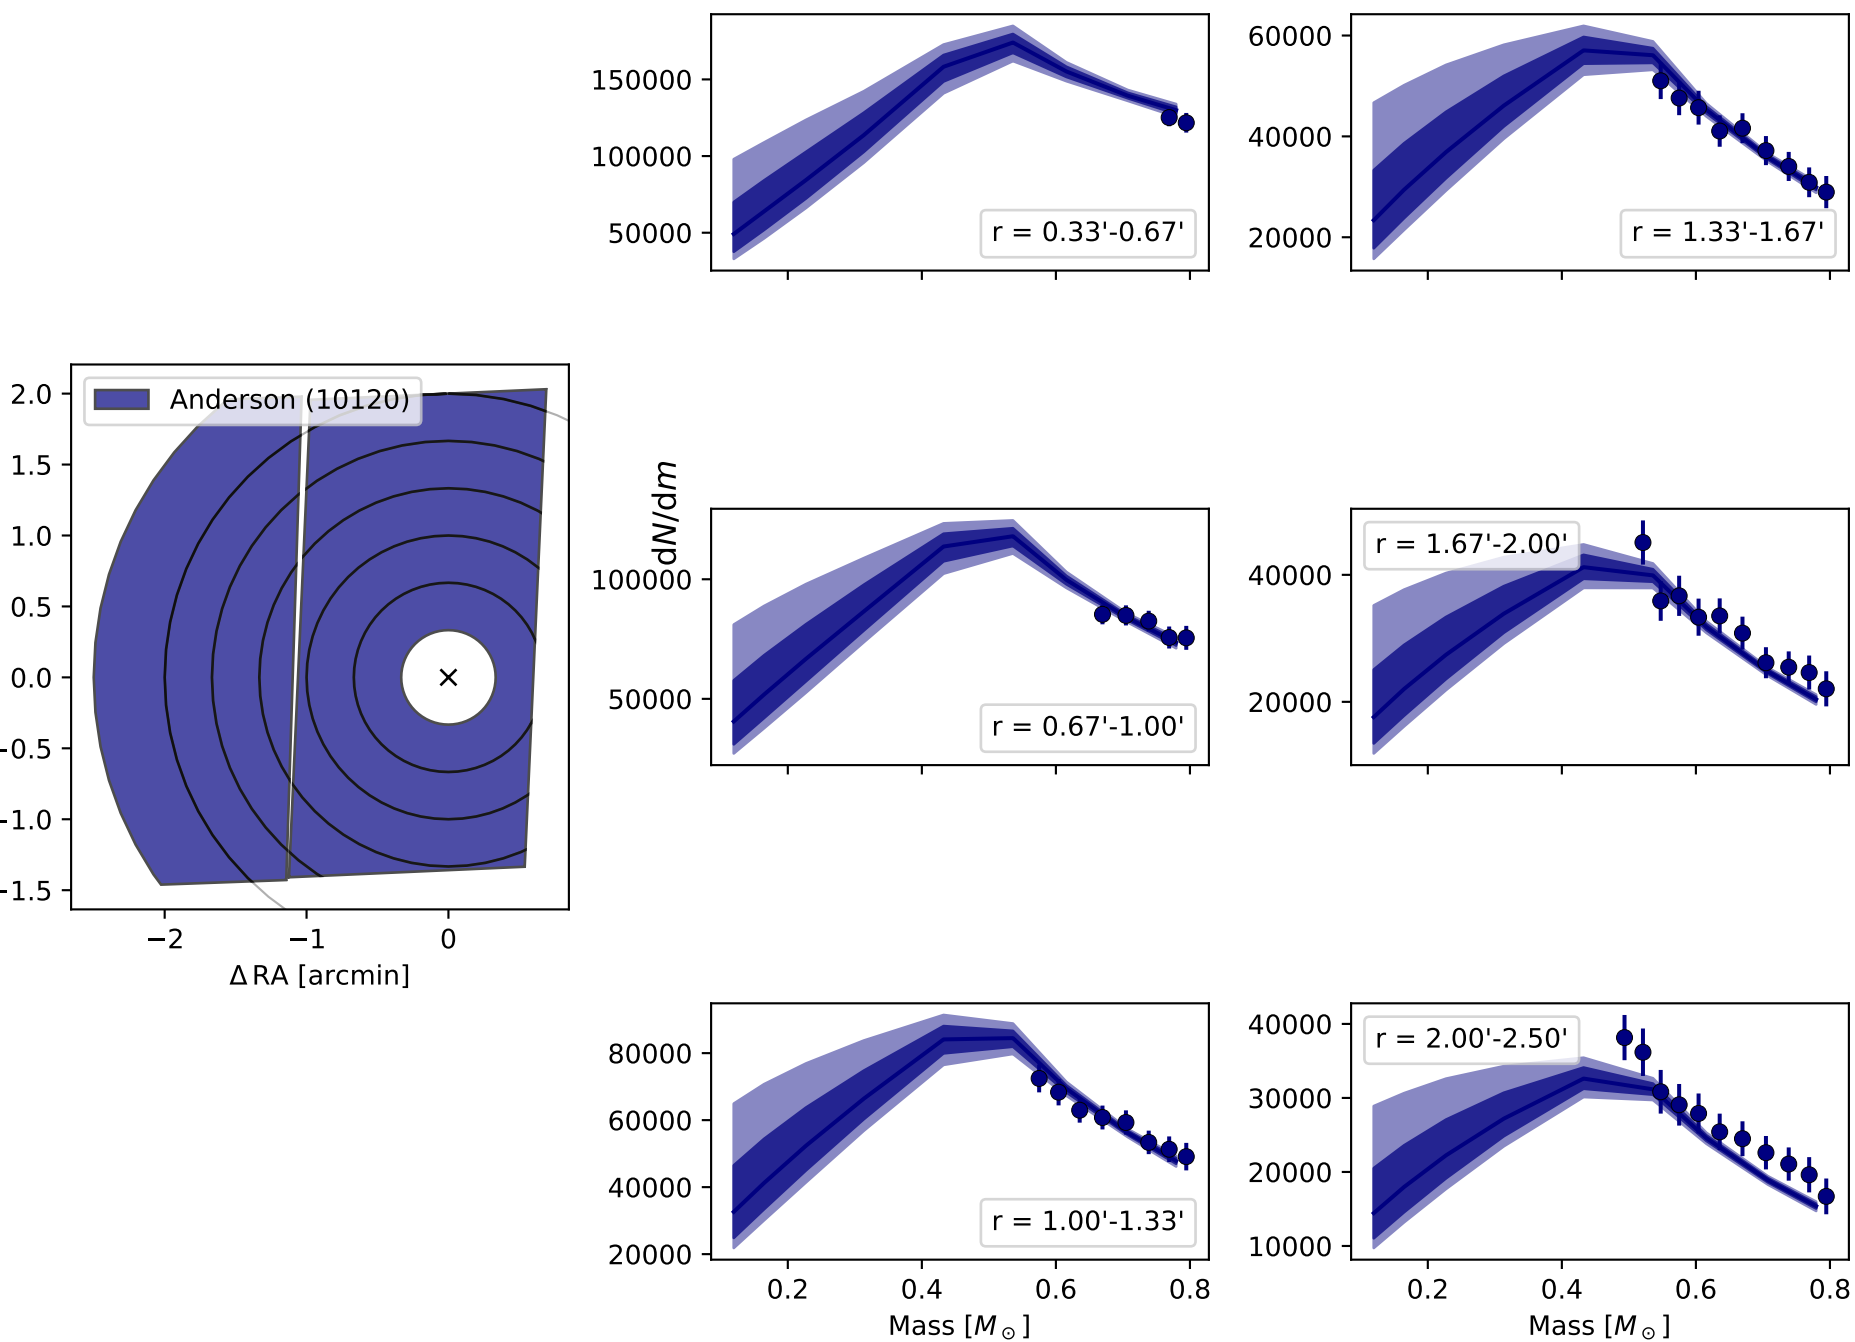 Anderson (10120)
2.0
1.5
1.0
0.5
0.0
−0.5
−1.0
−1.5
−2 −1 0
Δ RA [arcmin]
dN/dm
150000
100000
50000
r = 0.33'-0.67'
60000
40000
20000
r = 1.33'-1.67'
100000
50000
r = 0.67'-1.00'
40000
20000
r = 1.67'-2.00'
80000
60000
40000
20000
r = 1.00'-1.33'
0.2 0.4 0.6 0.8
Mass [M⊙]
40000
30000
20000
10000
r = 2.00'-2.50'
0.2 0.4 0.6 0.8
Mass [M⊙]